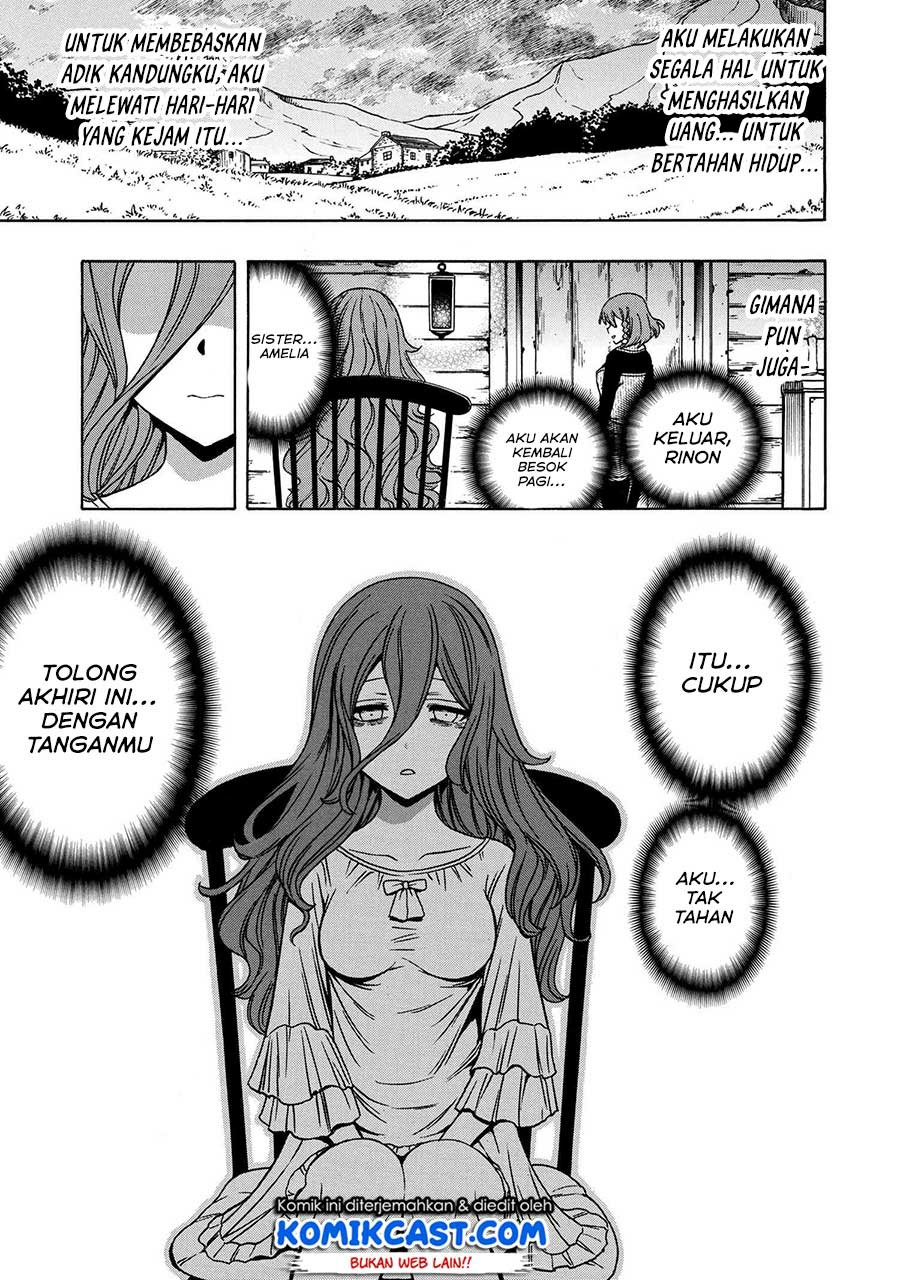 AKU MELAKUKAN
SEGALA HAL UNTUK
MENGHASILKAN
UANG... UNTUK
BERTAHAN HIDUP...
UNTUK MEMBEBASKAN
ADIK KANDUNGKU, AKU
MELEWATI HARI-HARI
YANG KEJAM ITU...
GIMANA
PUN
JUGA-
AKU
KELUAR,
RINON
AKU AKAN
KEMBALI
BESOK
PAGI...
SISTER...
AMELIA
ITU...
CUKUP
AKU...
TAK
TAHAN
TOLONG
AKHIRI INI...
DENGAN
TANGANMU
Komik ini diterjemahkan & diedit oleh
KOMIKCAST.COM
BUKAN WEB LAIN!!